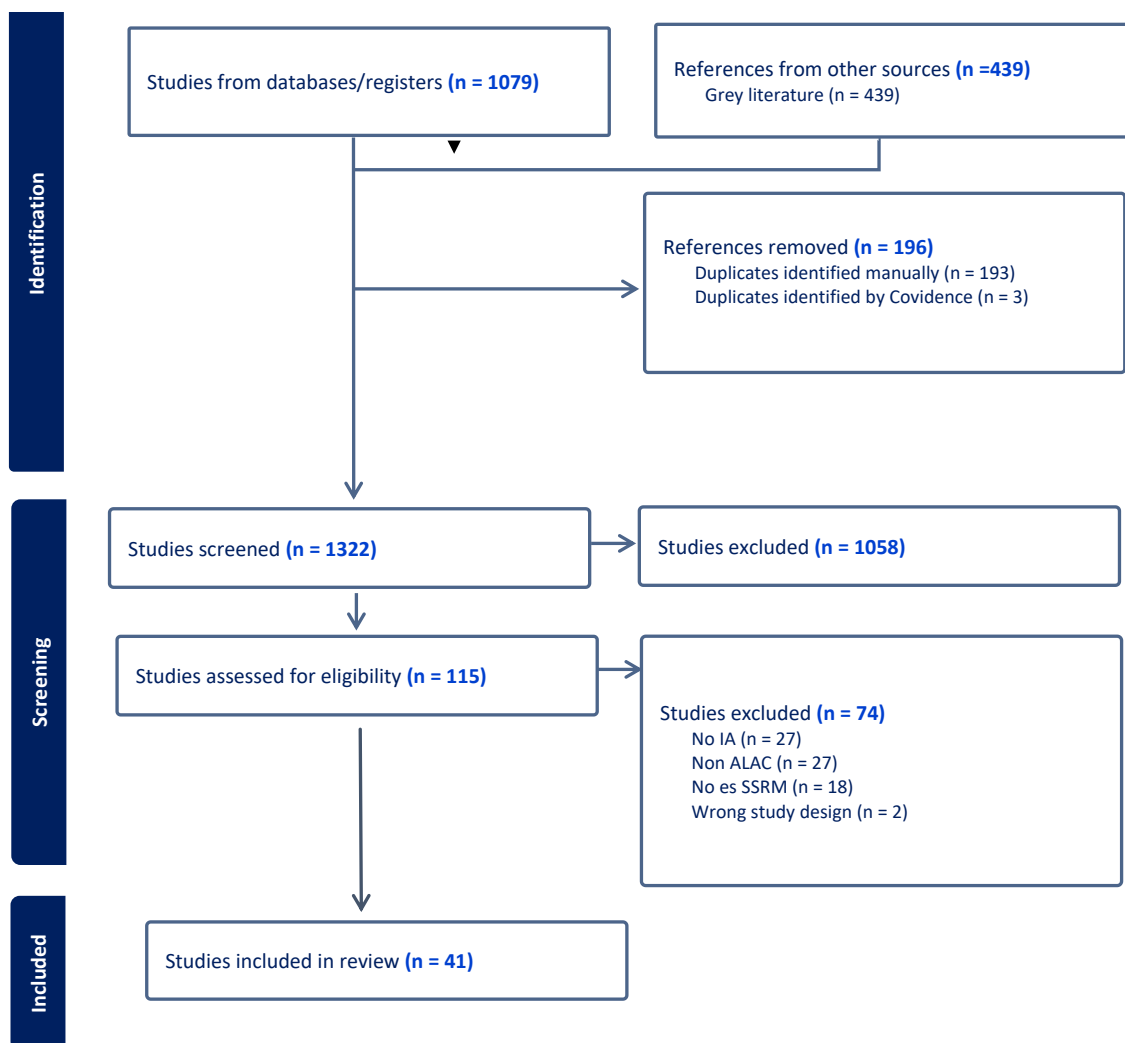 Identification
Studies from databases/registers (n = 1079)
References from other sources (n =439)
Grey literature (n = 439)
References removed (n = 196)
Duplicates identified manually (n = 193)
Duplicates identified by Covidence (n = 3)
Screening
Studies screened (n = 1322)
Studies excluded (n = 1058)
Studies assessed for eligibility (n = 115)
Studies excluded (n = 74)
No IA (n = 27)
Non ALAC (n = 27)
No es SSRM (n = 18)
Wrong study design (n = 2)
Included
Studies included in review (n = 41)